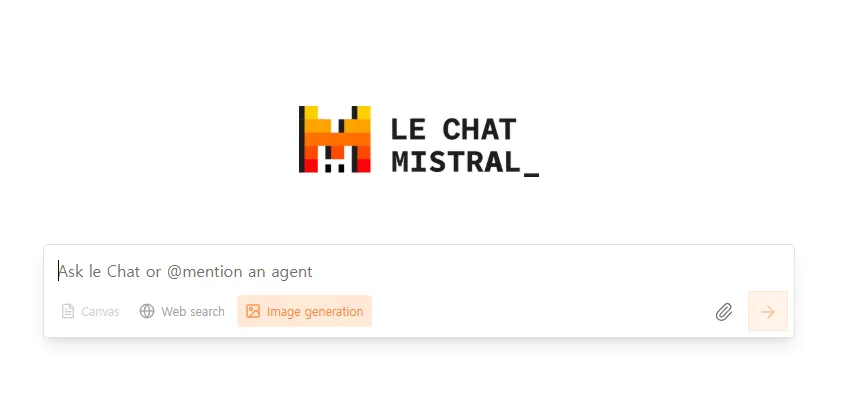 LE CHAT
MISTRAL_
Ask le Chat or @mention an agent
Canvas
Web search
Image generation